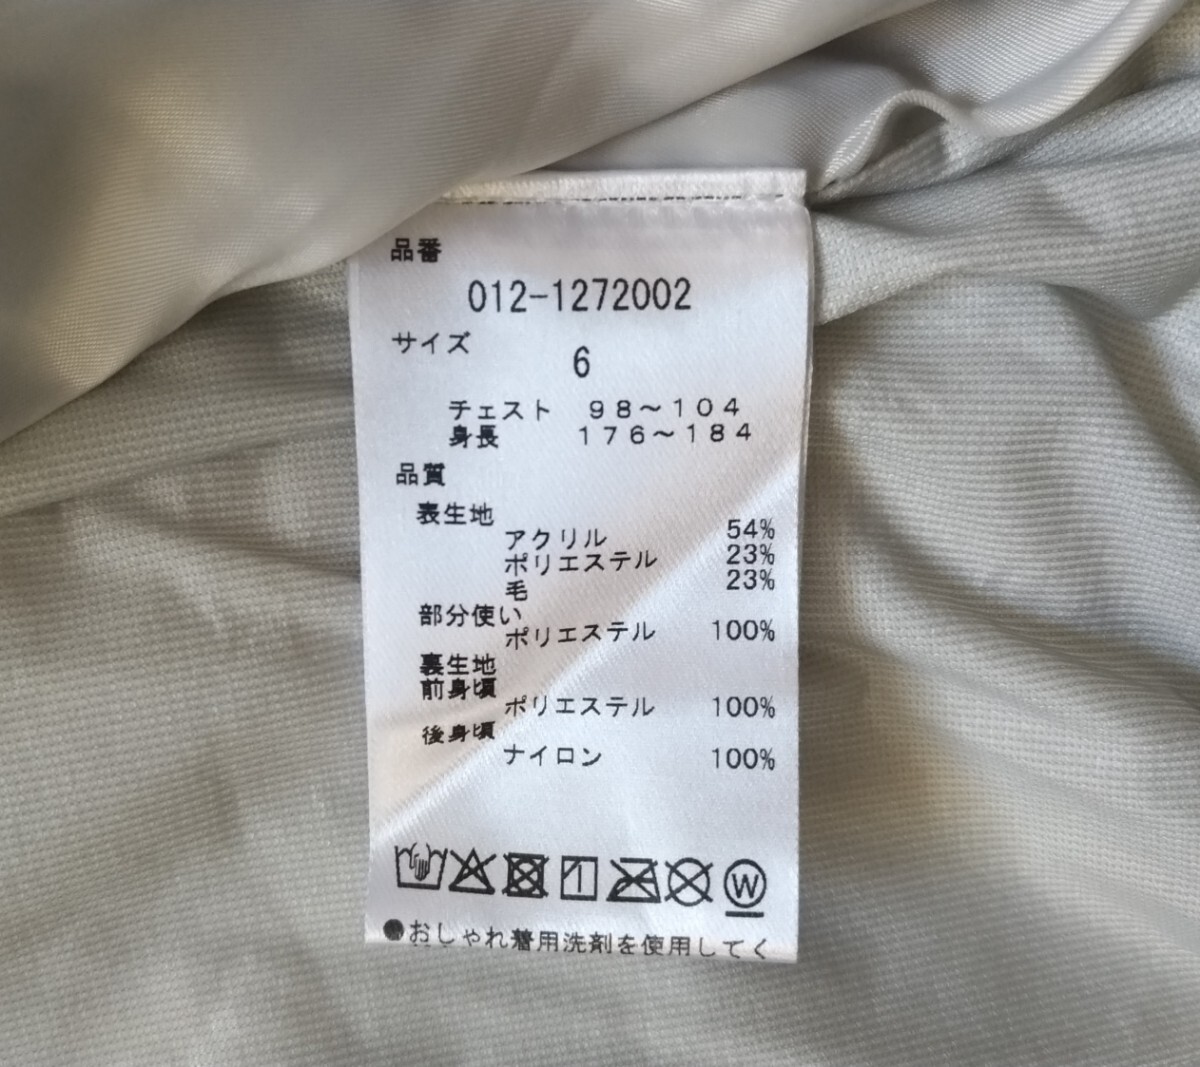 品番
012-1272002
サイズ
6
チェスト 98～104
身長 176～184
品質
表生地
アクリル 54%
ポリエステル 23%
毛 23%
部分使い
ポリエステル 100%
裏生地
前身頃
ポリエステル 100%
後身頃
ナイロン 100%
W
●おしゃれ着用洗剤を使用してく